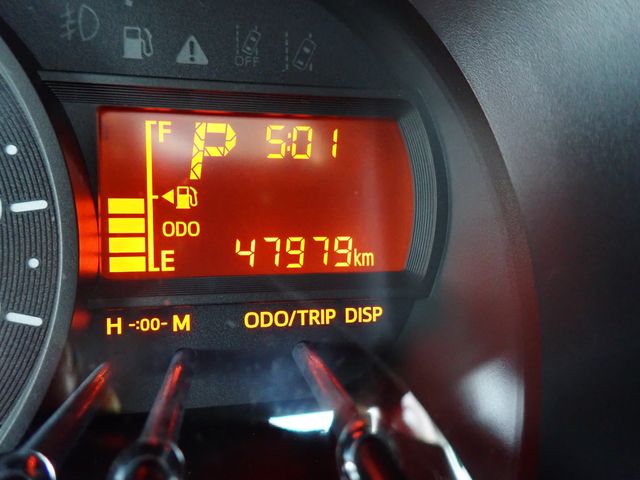 OFF
F P 5:01
ODO
E 47979km
H -:00- M ODO/TRIP DISP